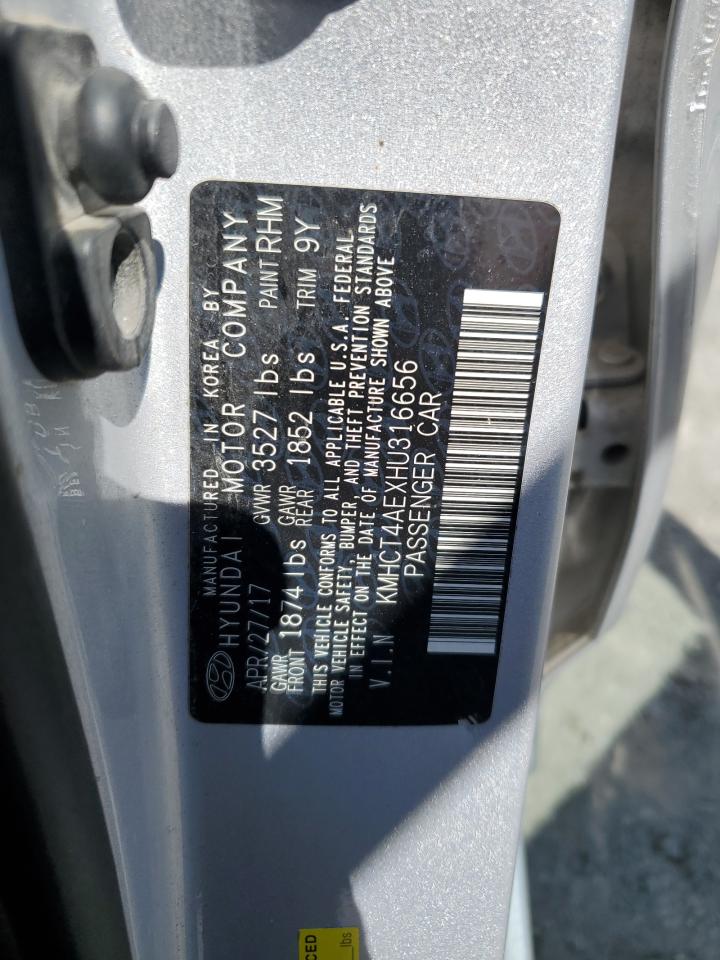 MANUFACTURED IN KOREA BY
HYUNDAI MOTOR COMPANY
APR/27/17 GVWR 3527 lbs PAINT RHM
GAWR FRONT 1874 lbs GAWR REAR 1852 lbs TRIM 9Y
THIS VEHICLE CONFORMS TO ALL APPLICABLE U.S.A. FEDERAL
MOTOR VEHICLE SAFETY, BUMPER, AND THEFT PREVENTION STANDARDS
IN EFFECT ON THE DATE OF MANUFACTURE SHOWN ABOVE
V.I.N KMHCT4AEXHU316656
PASSENGER CAR
CED
lbs